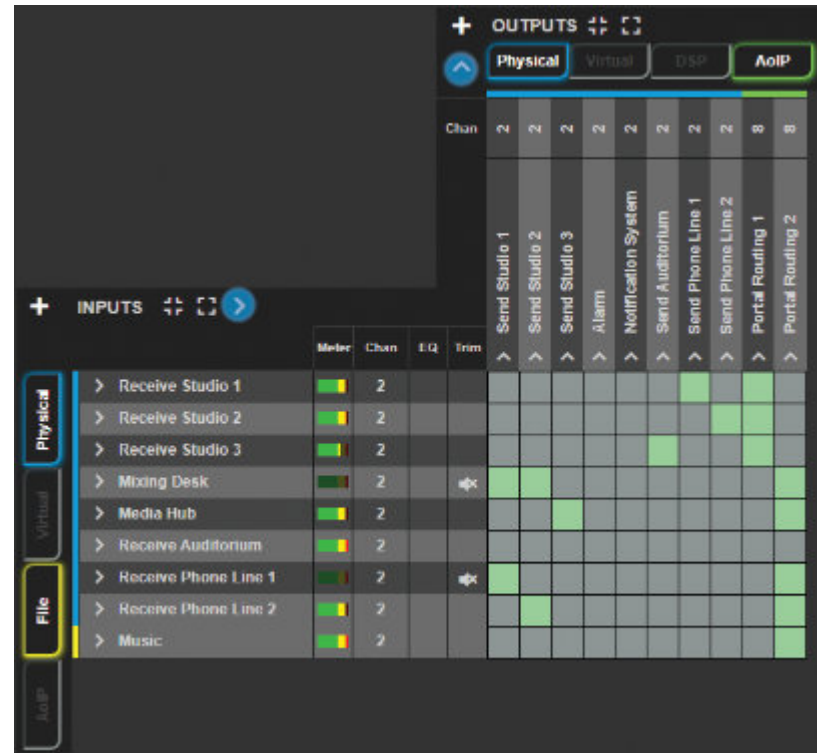 OUTPUTS
Physical Virtual DSP AoIP
Chan 2 2 2 2 2 2 2 2 8 8
Send Studio 1
Send Studio 2
Send Studio 3
Alarm
Notification System
Send Auditorium
Send Phone Line 1
Send Phone Line 2
Portal Routing 1
Portal Routing 2
INPUTS
Meter Chan EQ Trim
Physical
Virtual
File
AoIP
Receive Studio 1 2
Receive Studio 2 2
Receive Studio 3 2
Mixing Desk 2
Media Hub 2
Receive Auditorium 2
Receive Phone Line 1 2
Receive Phone Line 2 2
Music 2